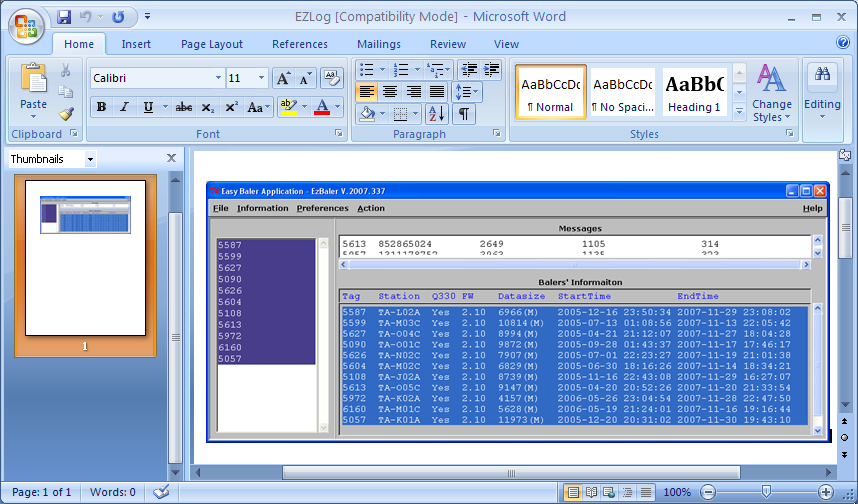 EZLog [Compatibility Mode] - Microsoft Word
Home Insert Page Layout References Mailings Review View
Paste
Calibri 11
B I U abc x₂ x² Aa
ab A
A A Aa
AaBbCcDc AaBbCcDc AaBbC
¶ Normal ¶ No Spaci... Heading 1
Change Styles
Editing
Clipboard Font Paragraph Styles
Thumbnails
1
Easy Baler Application - EzBaler V.2007.337
File Information Preferences Action Help
5587
5599
5627
5090
5626
5604
5108
5613
5972
6160
5057
Messages
5613 852865024 2649 1105 314
Balers' Informaiton
Tag Station Q330 FW Datasize StartTime EndTime
5587 TA-L02A Yes 2.10 6966(M) 2005-12-16 23:50:34 2007-11-29 23:08:02
5599 TA-M03C Yes 2.10 10814(M) 2005-07-13 01:08:56 2007-11-13 22:05:42
5627 TA-O04C Yes 2.10 8994(M) 2005-04-21 21:12:07 2007-11-27 18:04:28
5090 TA-O01C Yes 2.10 9872(M) 2005-09-28 01:43:37 2007-11-17 17:46:17
5626 TA-N02C Yes 2.10 7907(M) 2005-07-01 22:23:27 2007-11-19 21:01:38
5604 TA-M02C Yes 2.10 6829(M) 2005-06-30 18:16:26 2007-11-14 18:34:21
5108 TA-J02A Yes 2.10 8739(M) 2005-11-16 22:43:08 2007-11-29 16:27:07
5613 TA-O05C Yes 2.10 9147(M) 2005-04-20 20:52:26 2007-11-20 21:33:54
5972 TA-K02A Yes 2.10 4157(M) 2006-05-26 23:04:54 2007-11-28 22:47:50
6160 TA-M01C Yes 2.10 5628(M) 2006-05-19 21:24:01 2007-11-16 19:16:44
5057 TA-K01A Yes 2.10 11973(M) 2005-12-20 20:31:02 2007-11-30 19:43:10
Page: 1 of 1 Words: 0 100%